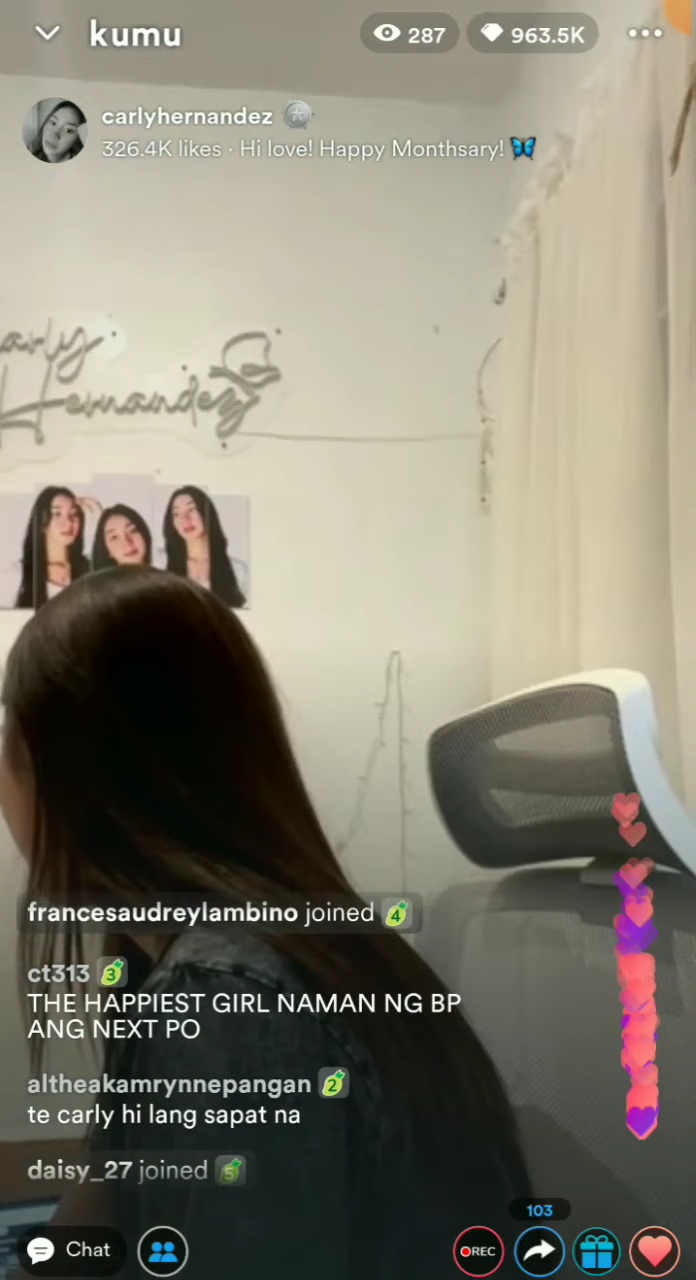 kumu
287
963.5K
carlyhernandez
326.4K likes · Hi love! Happy Monthsary! 🦋
arly
Hernandez
francesaudreylambino joined 4
ct313 3
THE HAPPIEST GIRL NAMAN NG BP
ANG NEXT PO
altheakamrynnepangan 2
te carly hi lang sapat na
daisy_27 joined 5
103
Chat
REC